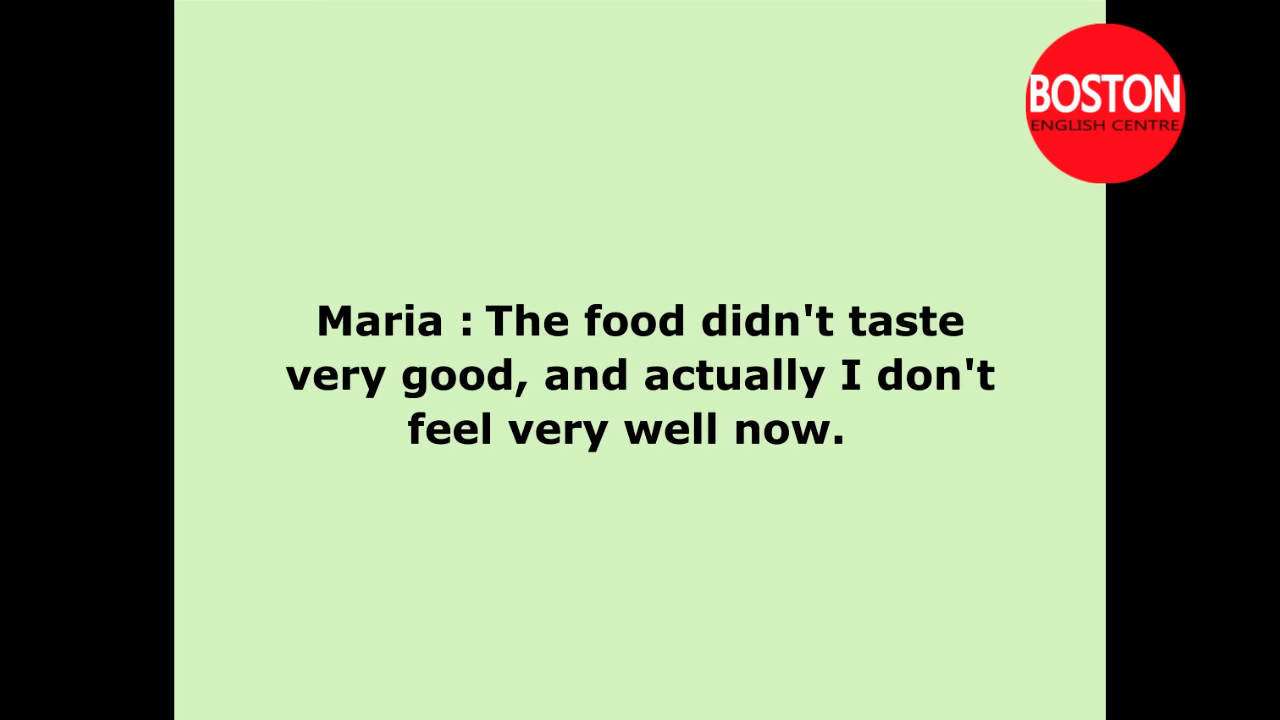 BOSTON
ENGLISH CENTRE
Maria : The food didn't taste
very good, and actually I don't
feel very well now.